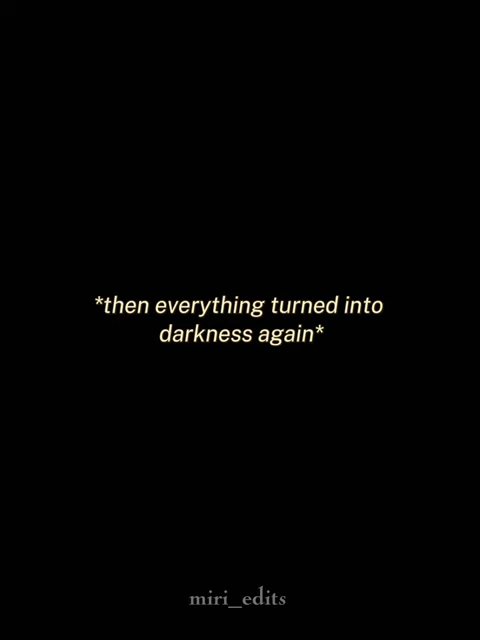 *then everything turned into
darkness again*
miri_edits